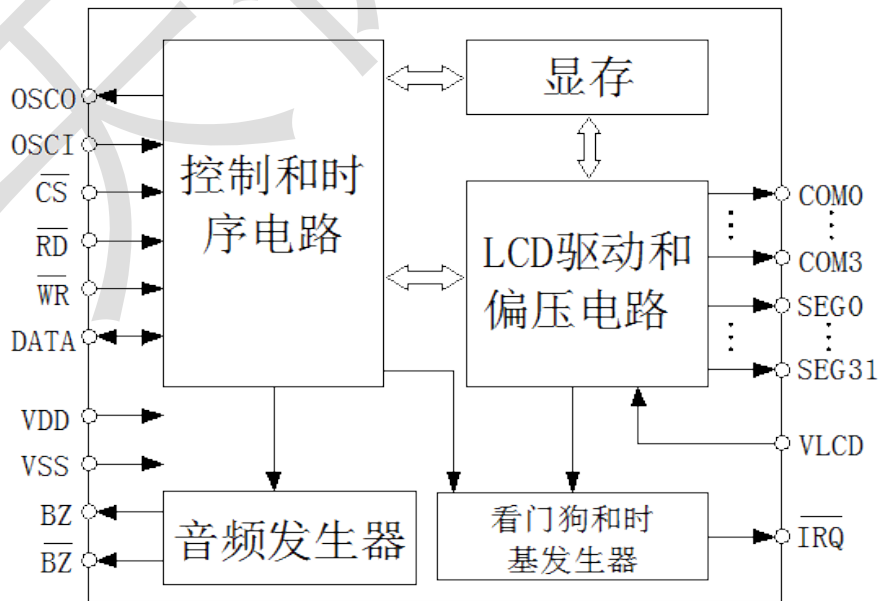 显存
OSCO
OSCI
控制和时
序电路
CS
RD
WR
DATA
LCD驱动和
偏压电路
COM0
COM3
SEG0
SEG31
VDD
VSS
VLCD
BZ
BZ
音频发生器
看门狗和时
基发生器
IRQ